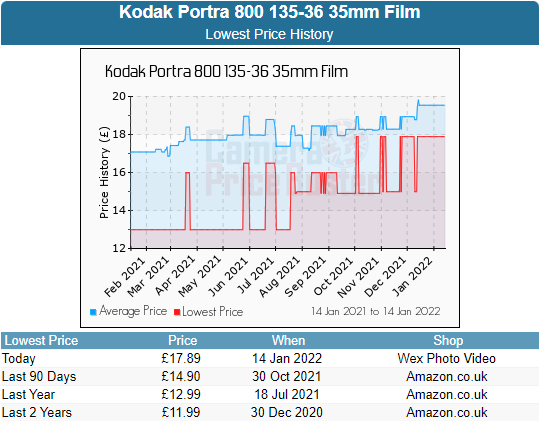 Kodak Portra 800 135-36 35mm Film
Lowest Price History
Kodak Portra 800 135-36 35mm Film
Camera
Price Buster
Price History (£)
20
18
16
14
12
Feb 2021
Mar 2021
Apr 2021
May 2021
Jun 2021
Jul 2021
Aug 2021
Sep 2021
Oct 2021
Nov 2021
Dec 2021
Jan 2022
Average Price Lowest Price 14 Jan 2021 to 14 Jan 2022
Lowest Price Price When Shop
Today £17.89 14 Jan 2022 Wex Photo Video
Last 90 Days £14.90 30 Oct 2021 Amazon.co.uk
Last Year £12.99 18 Jul 2021 Amazon.co.uk
Last 2 Years £11.99 30 Dec 2020 Amazon.co.uk